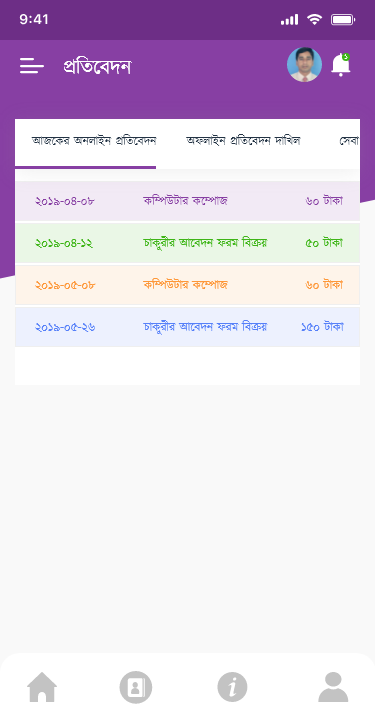 9:41
প্রতিবেদন
আজকের অনলাইন প্রতিবেদন অফলাইন প্রতিবেদন দাখিল সেবা
২০১৯-০৪-০৮ কম্পিউটার কম্পোজ ৬০ টাকা
২০১৯-০৪-১২ চাকুরীর আবেদন ফরম বিক্রয় ৫০ টাকা
২০১৯-০৫-০৮ কম্পিউটার কম্পোজ ৬০ টাকা
২০১৯-০৫-২৬ চাকুরীর আবেদন ফরম বিক্রয় ১৫০ টাকা